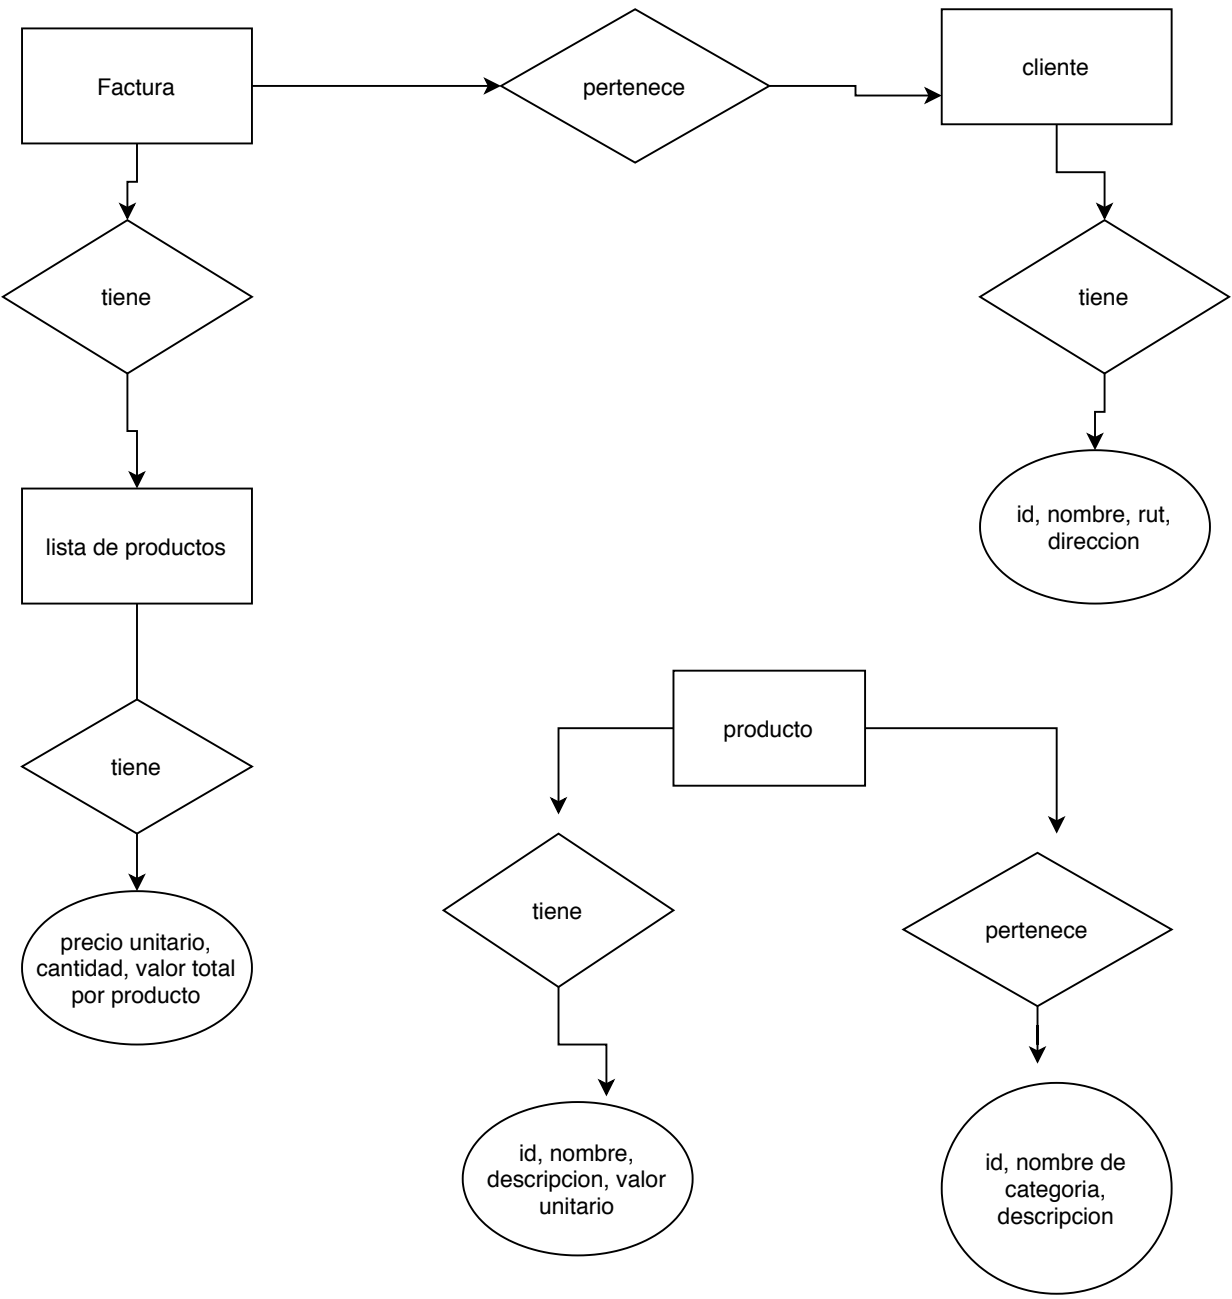 Factura
pertenece
cliente
tiene
tiene
lista de productos
id, nombre, rut,
direccion
producto
tiene
tiene
pertenece
precio unitario,
cantidad, valor total
por producto
id, nombre,
descripcion, valor
unitario
id, nombre de
categoria,
descripcion